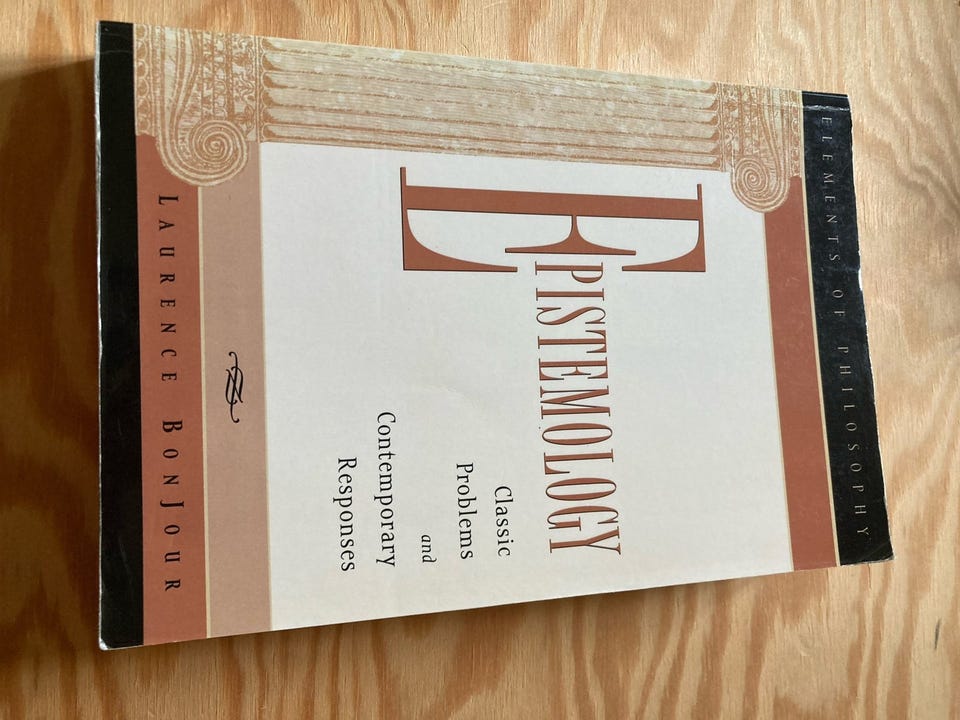 ELEMENTS OF PHILOSOPHY
EPISTEMOLOGY
Classic
Problems
and
Contemporary
Responses
LAURENCE BONJOUR